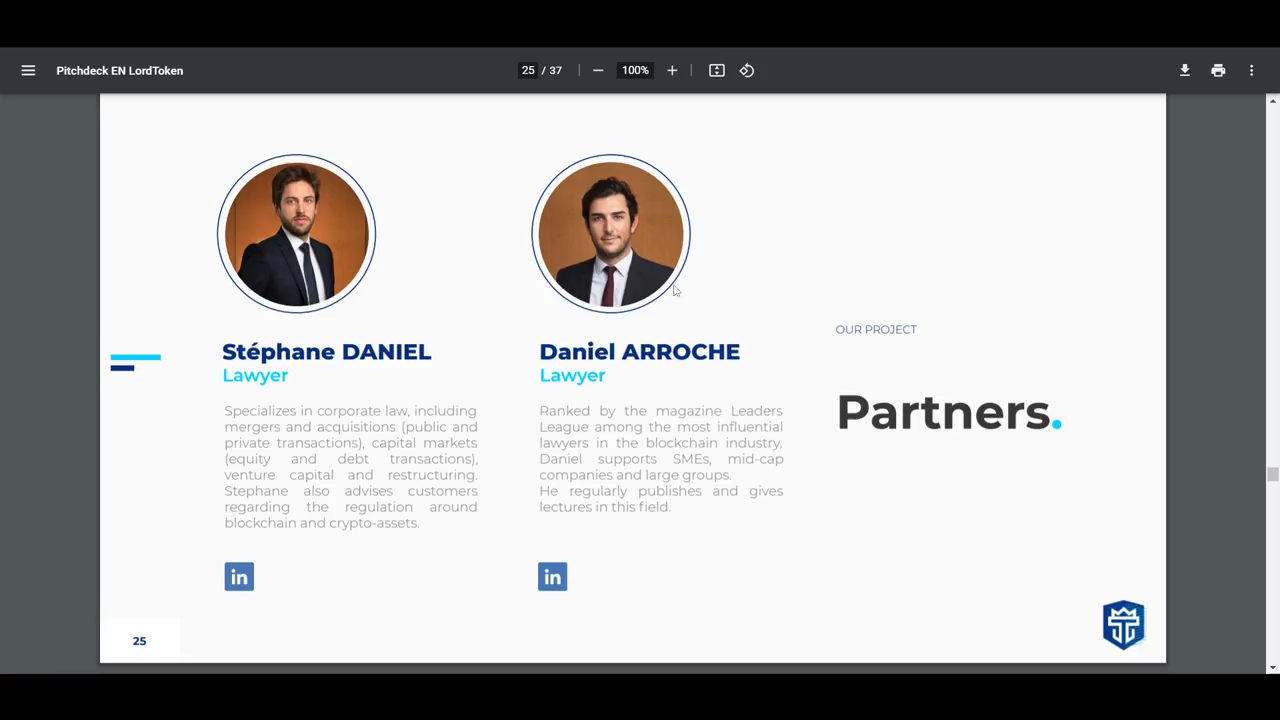 Pitchdeck EN LordToken
25 / 37
100%
Stéphane DANIEL
Lawyer
Specializes in corporate law, including
mergers and acquisitions (public and
private transactions), capital markets
(equity and debt transactions),
venture capital and restructuring.
Stephane also advises customers
regarding the regulation around
blockchain and crypto-assets.
in
Daniel ARROCHE
Lawyer
Ranked by the magazine Leaders
League among the most influential
lawyers in the blockchain industry,
Daniel supports SMEs, mid-cap
companies and large groups.
He regularly publishes and gives
lectures in this field.
in
OUR PROJECT
Partners.
25